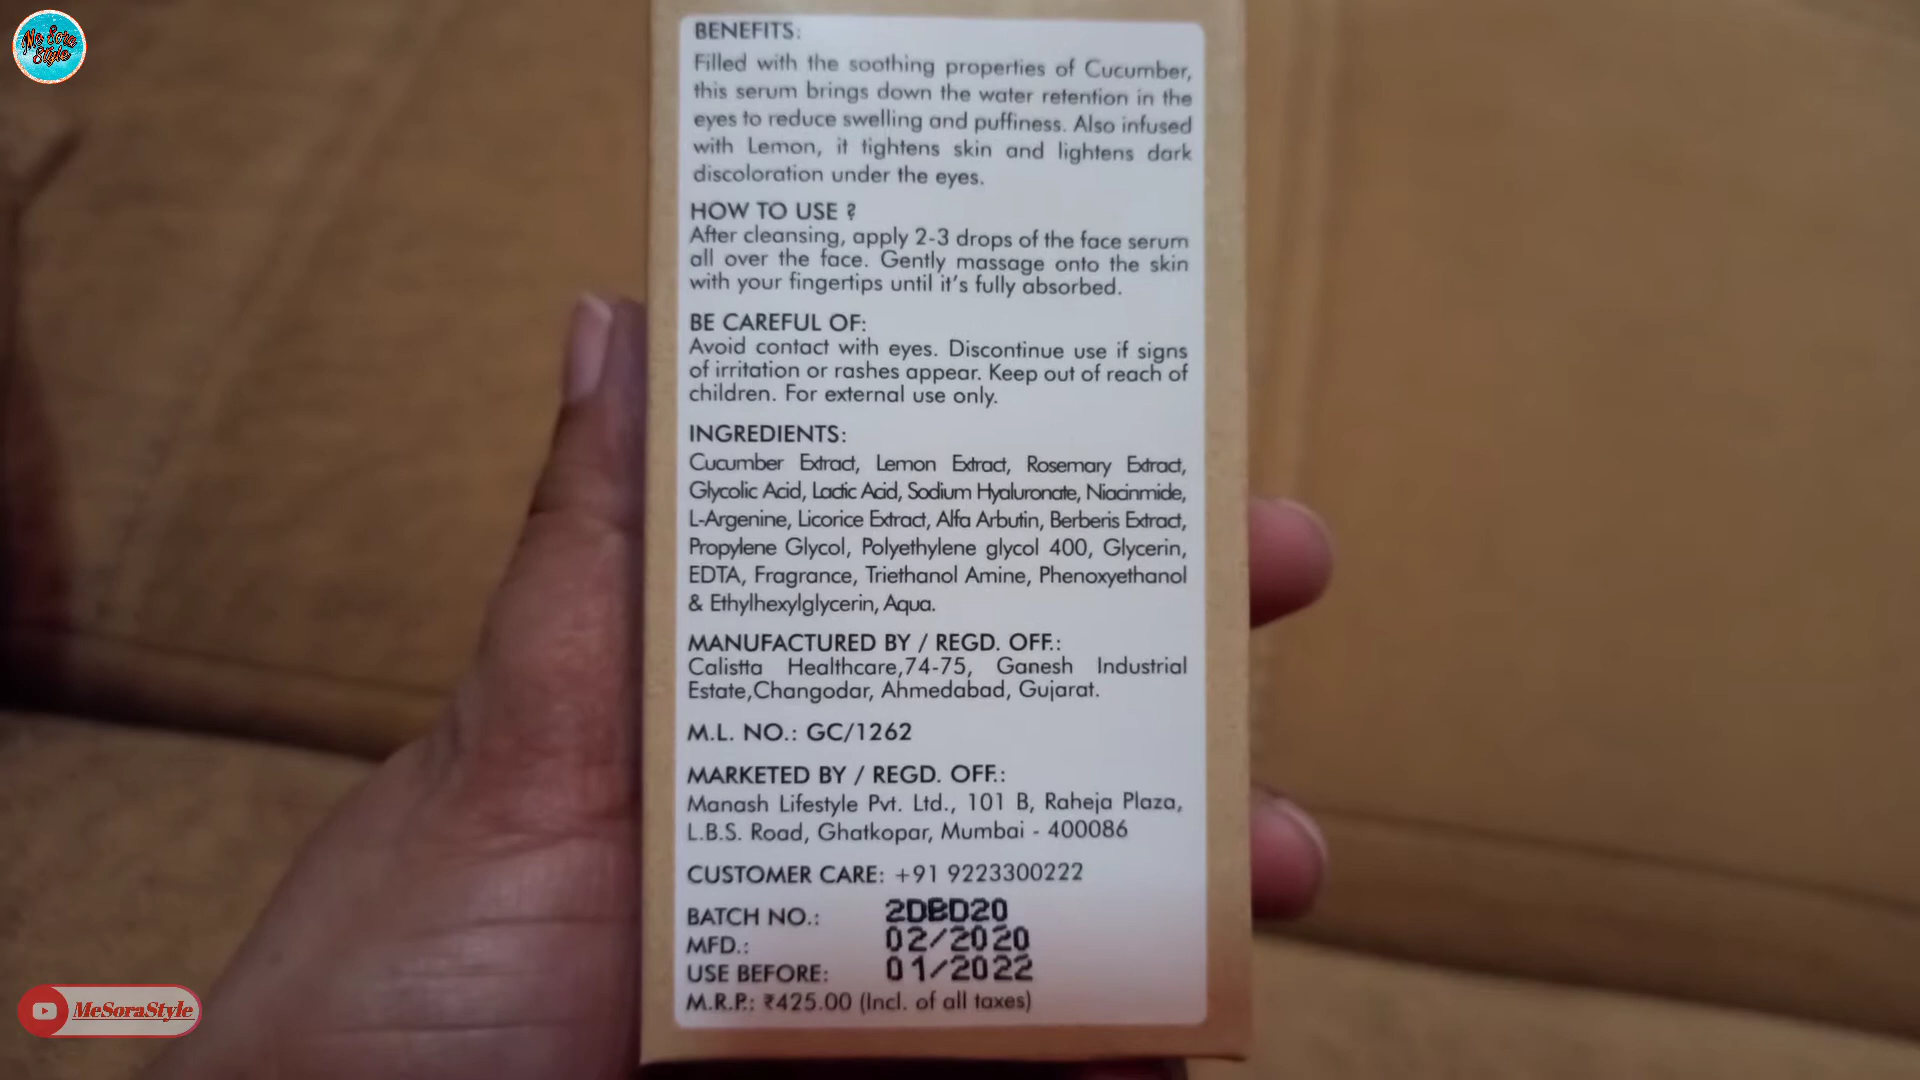 Me Sora
Style
BENEFITS:
Filled with the soothing properties of Cucumber,
this serum brings down the water retention in the
eyes to reduce swelling and puffiness. Also infused
with Lemon, it tightens skin and lightens dark
discoloration under the eyes.
HOW TO USE ?
After cleansing, apply 2-3 drops of the face serum
all over the face. Gently massage onto the skin
with your fingertips until it's fully absorbed.
BE CAREFUL OF:
Avoid contact with eyes. Discontinue use if signs
of irritation or rashes appear. Keep out of reach of
children. For external use only.
INGREDIENTS:
Cucumber Extract, Lemon Extract, Rosemary Extract,
Glycolic Acid, Lactic Acid, Sodium Hyaluronate, Niacinmide,
L-Argenine, Licorice Extract, Alfa Arbutin, Berberis Extract,
Propylene Glycol, Polyethylene glycol 400, Glycerin,
EDTA, Fragrance, Triethanol Amine, Phenoxyethanol
& Ethylhexylglycerin, Aqua.
MANUFACTURED BY / REGD. OFF.:
Calistta Healthcare,74-75, Ganesh Industrial
Estate,Changodar, Ahmedabad, Gujarat.
M.L. NO.: GC/1262
MARKETED BY / REGD. OFF.:
Manash Lifestyle Pvt. Ltd., 101 B, Raheja Plaza,
L.B.S. Road, Ghatkopar, Mumbai - 400086
CUSTOMER CARE: +91 9223300222
BATCH NO.: 2DBD20
MFD.: 02/2020
USE BEFORE: 01/2022
M.R.P.: ₹425.00 (Incl. of all taxes)
MeSoraStyle